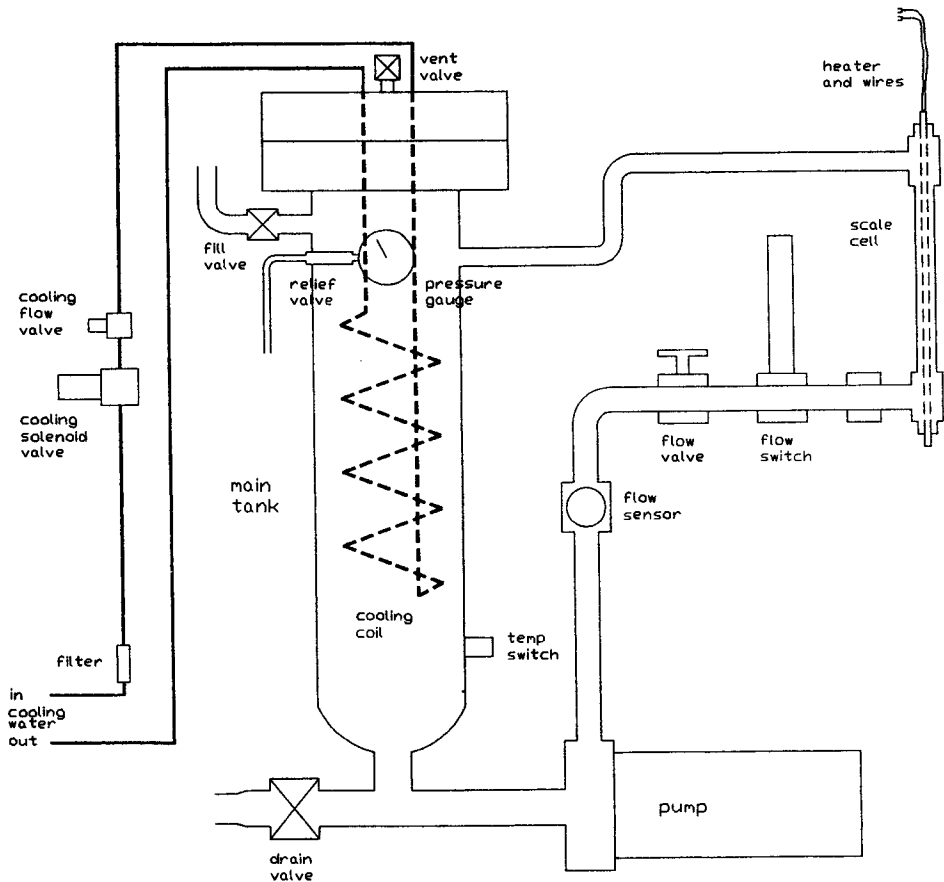 vent
valve
heater
and wires
scale
cell
fill
valve
relief
valve
pressure
gauge
cooling
flow
valve
cooling
solenoid
valve
flow
valve
flow
switch
main
tank
flow
sensor
cooling
coil
temp
switch
filter
in
cooling
water
out
pump
drain
valve